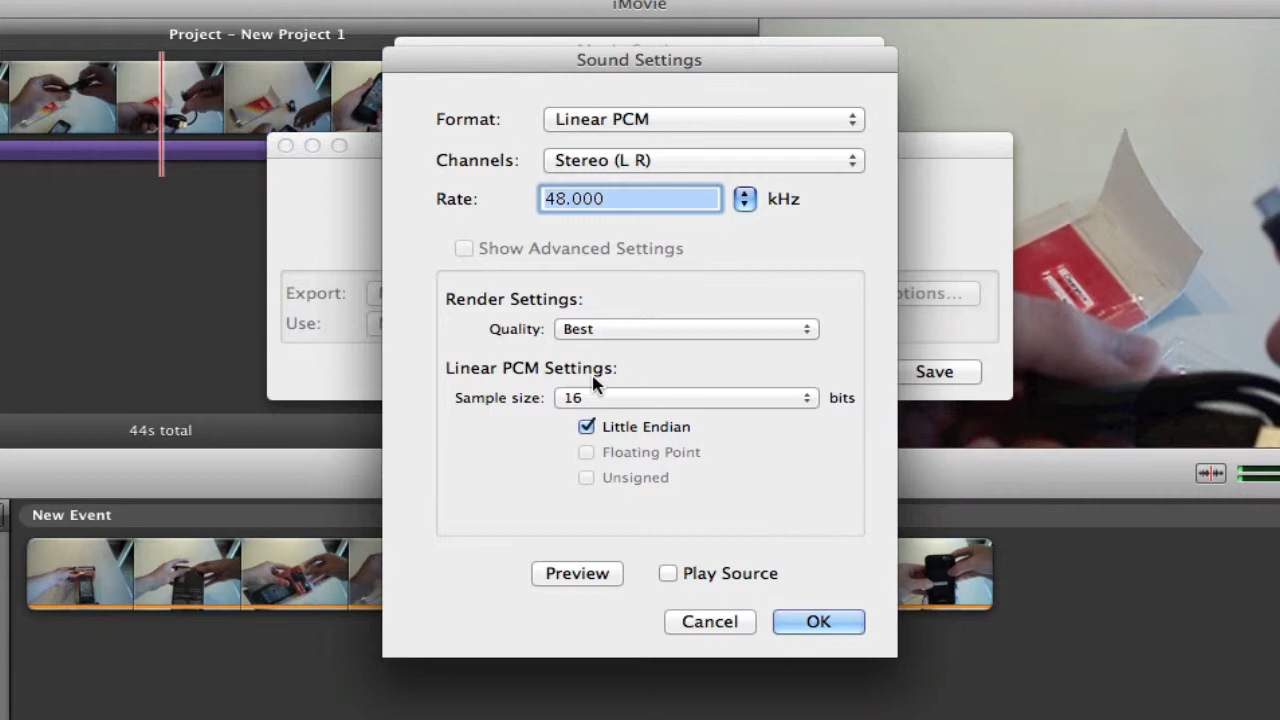 iMovie
Project - New Project 1
Sound Settings
Format: Linear PCM
Channels: Stereo (L R)
Rate: 48.000 kHz
Show Advanced Settings
Export:
Use:
Render Settings:
Quality: Best
Linear PCM Settings:
Sample size: 16 bits
Little Endian
Floating Point
Unsigned
Save
44s total
New Event
Preview
Play Source
Cancel
OK